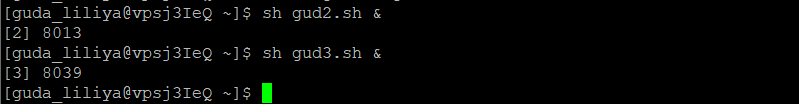 [guda_liliya@vpsj3IeQ ~]$ sh gud2.sh &
[2] 8013
[guda_liliya@vpsj3IeQ ~]$ sh gud3.sh &
[3] 8039
[guda_liliya@vpsj3IeQ ~]$